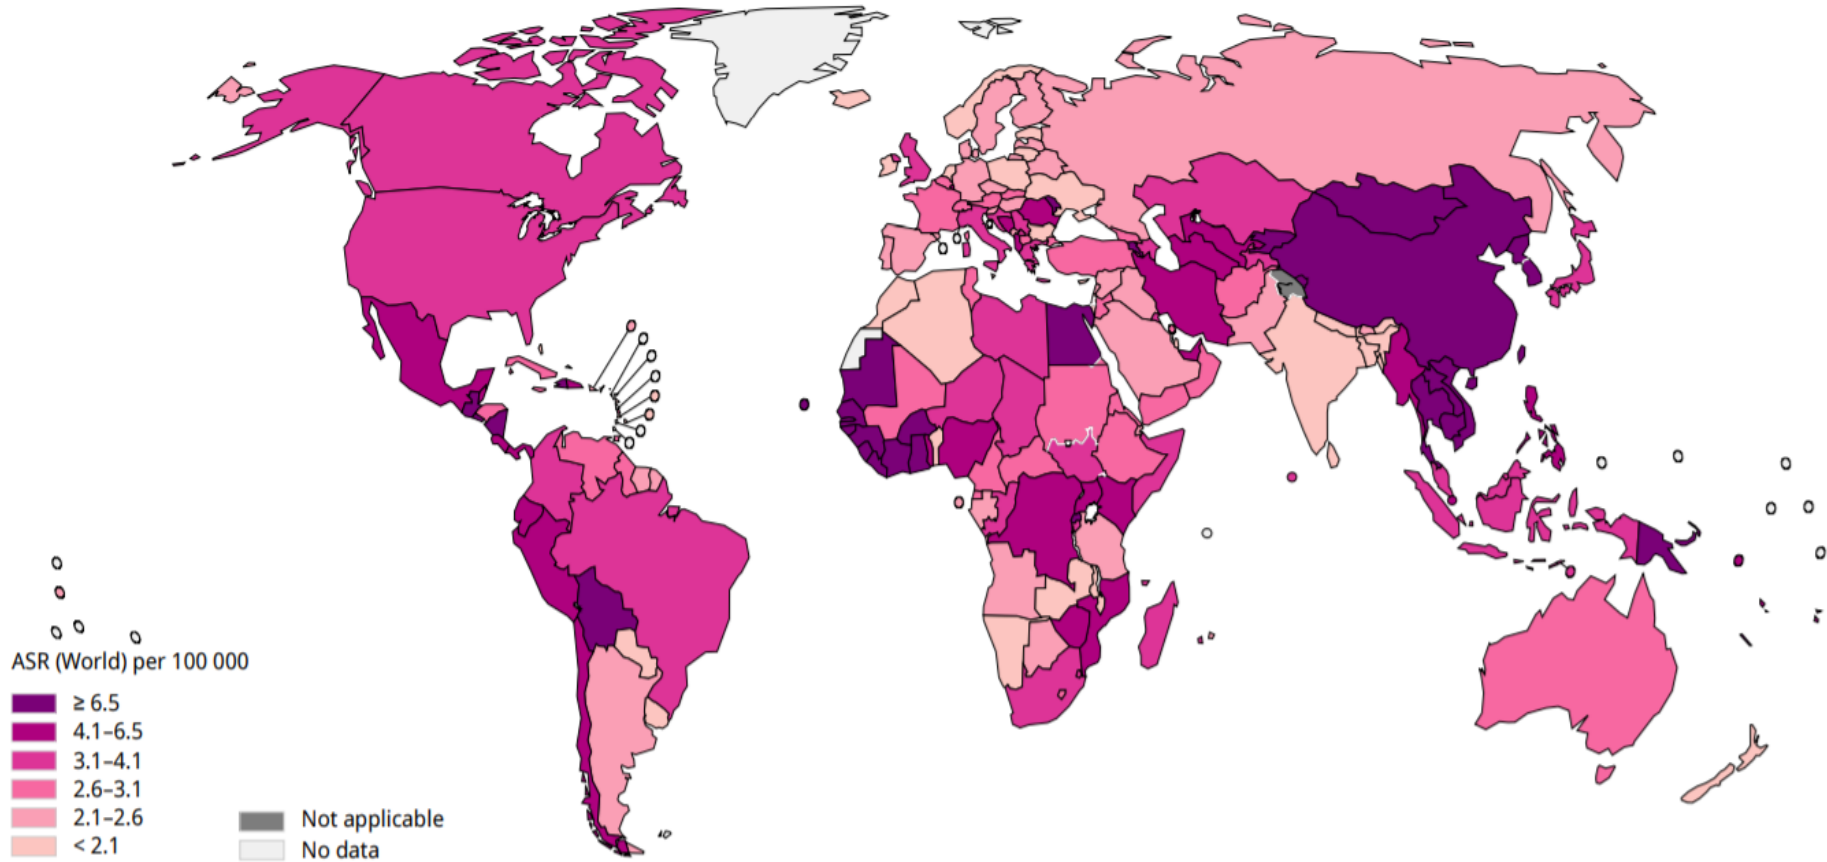 ASR (World) per 100 000
≥ 6.5
4.1–6.5
3.1–4.1
2.6–3.1
2.1–2.6
< 2.1
Not applicable
No data